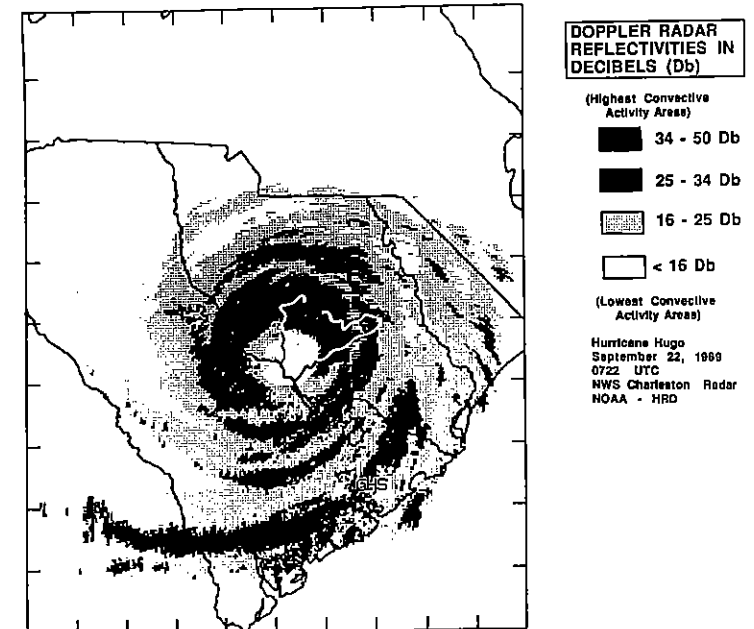 DOPPLER RADAR
REFLECTIVITIES IN
DECIBELS (Db)
(Highest Convective
Activity Areas)
34 - 50 Db
25 - 34 Db
16 - 25 Db
< 16 Db
(Lowest Convective
Activity Areas)
Hurricane Hugo
September 22, 1989
0722 UTC
NWS Charleston Radar
NOAA - HRD
CHS